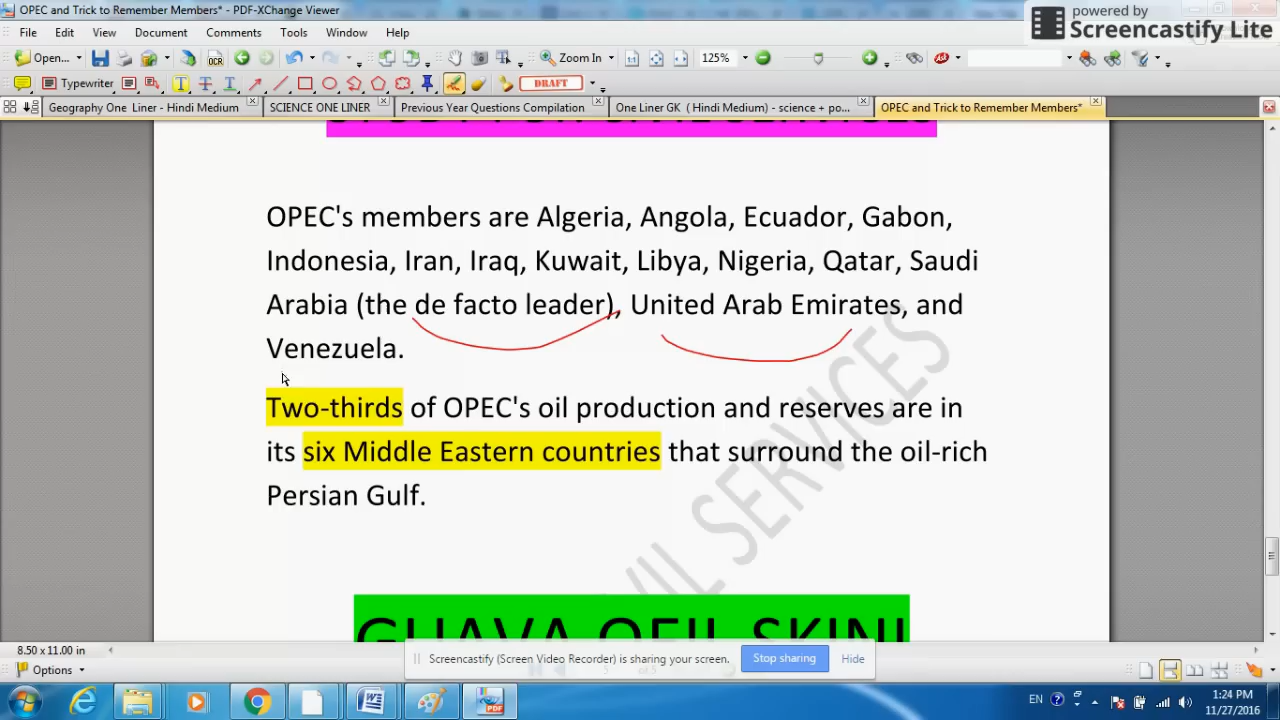 OPEC and Trick to Remember Members* - PDF-XChange Viewer
powered by
Screencastify Lite
File Edit View Document Comments Tools Window Help
Open... OCR Zoom In 125%
Typewriter T T T DRAFT
Geography One Liner - Hindi Medium SCIENCE ONE LINER Previous Year Questions Compilation One Liner GK ( Hindi Medium) - science + po... OPEC and Trick to Remember Members*
OPEC's members are Algeria, Angola, Ecuador, Gabon,
Indonesia, Iran, Iraq, Kuwait, Libya, Nigeria, Qatar, Saudi
Arabia (the de facto leader), United Arab Emirates, and
Venezuela.
Two-thirds of OPEC's oil production and reserves are in
its six Middle Eastern countries that surround the oil-rich
Persian Gulf.
VIL SERVICES
GUAVA QEIL SKINI
8.50 x 11.00 in
Screencastify (Screen Video Recorder) is sharing your screen. Stop sharing Hide
Options
EN 1:24 PM
11/27/2016